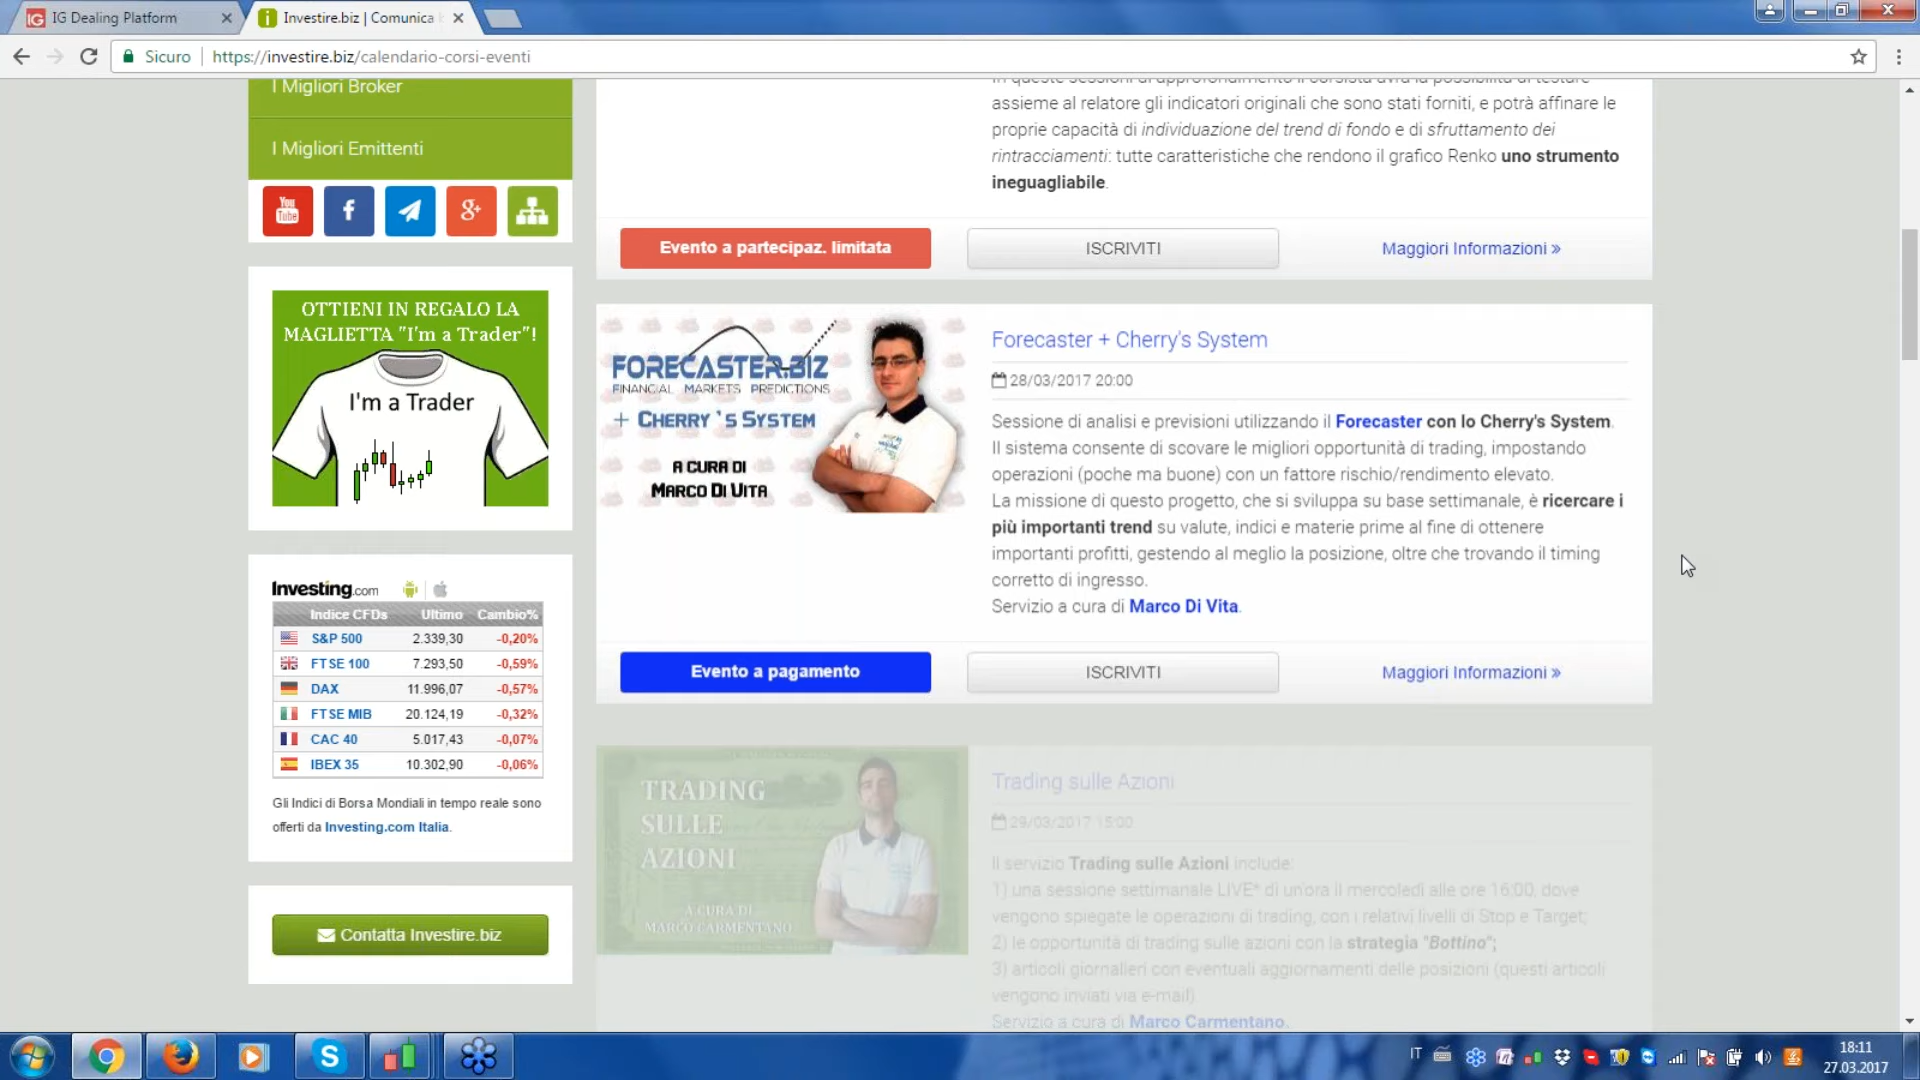 IG Dealing Platform
Investire.biz | Comunica
Sicuro
https://investire.biz/calendario-corsi-eventi
I Migliori Broker
I Migliori Emittenti
You Tube
f
g+
OTTIENI IN REGALO LA
MAGLIETTA "I'm a Trader"!
I'm a Trader
Investing.com
Indice CFDs Ultimo Cambio%
S&P 500 2.339,30 -0,20%
FTSE 100 7.293,50 -0,59%
DAX 11.996,07 -0,57%
FTSE MIB 20.124,19 -0,32%
CAC 40 5.017,43 -0,07%
IBEX 35 10.302,90 -0,06%
Gli Indici di Borsa Mondiali in tempo reale sono
offerti da Investing.com Italia.
Contatta Investire.biz
in queste sessioni di approfondimento il corsista avrà la possibilità di testare
assieme al relatore gli indicatori originali che sono stati forniti, e potrà affinare le
proprie capacità di individuazione del trend di fondo e di sfruttamento dei
rintracciamenti: tutte caratteristiche che rendono il grafico Renko uno strumento
ineguagliabile.
Evento a partecipaz. limitata
ISCRIVITI
Maggiori Informazioni »
FORECASTER.BIZ
FINANCIAL MARKETS PREDICTIONS
+ CHERRY'S SYSTEM
A CURA DI
MARCO DI VITA
Forecaster + Cherry's System
28/03/2017 20:00
Sessione di analisi e previsioni utilizzando il Forecaster con lo Cherry's System.
Il sistema consente di scovare le migliori opportunità di trading, impostando
operazioni (poche ma buone) con un fattore rischio/rendimento elevato.
La missione di questo progetto, che si sviluppa su base settimanale, è ricercare i
più importanti trend su valute, indici e materie prime al fine di ottenere
importanti profitti, gestendo al meglio la posizione, oltre che trovando il timing
corretto di ingresso.
Servizio a cura di Marco Di Vita.
Evento a pagamento
ISCRIVITI
Maggiori Informazioni »
TRADING
SULLE
AZIONI
A CURA DI
MARCO CARMENTANO
Trading sulle Azioni
29/03/2017 15:00
Il servizio Trading sulle Azioni include:
1) una sessione settimanale LIVE* di un'ora il mercoledì alle ore 16:00, dove
vengono spiegate le operazioni di trading, con i relativi livelli di Stop e Target;
2) le opportunità di trading sulle azioni con la strategia "Bottino";
3) articoli giornalieri con eventuali aggiornamenti delle posizioni (questi articoli
vengono inviati via e-mail).
Servizio a cura di Marco Carmentano.
IT
18:11
27.03.2017